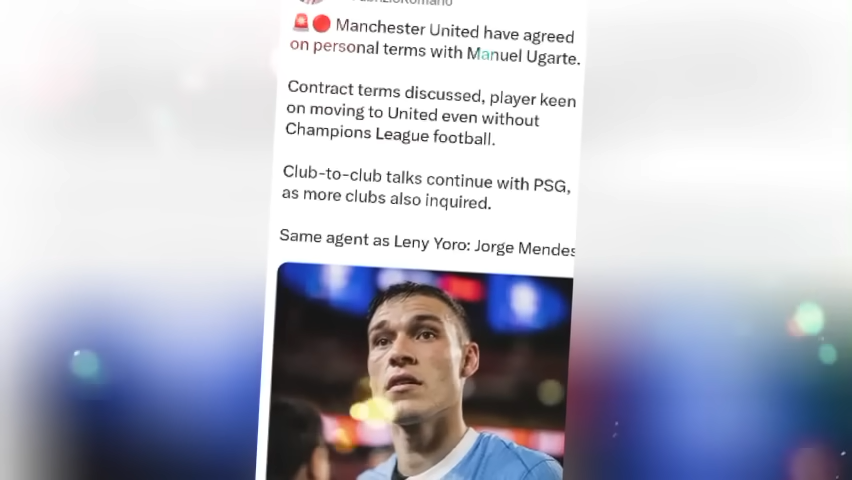 🚨🔴 Manchester United have agreed
on personal terms with Manuel Ugarte.
Contract terms discussed, player keen
on moving to United even without
Champions League football.
Club-to-club talks continue with PSG,
as more clubs also inquired.
Same agent as Leny Yoro: Jorge Mendes